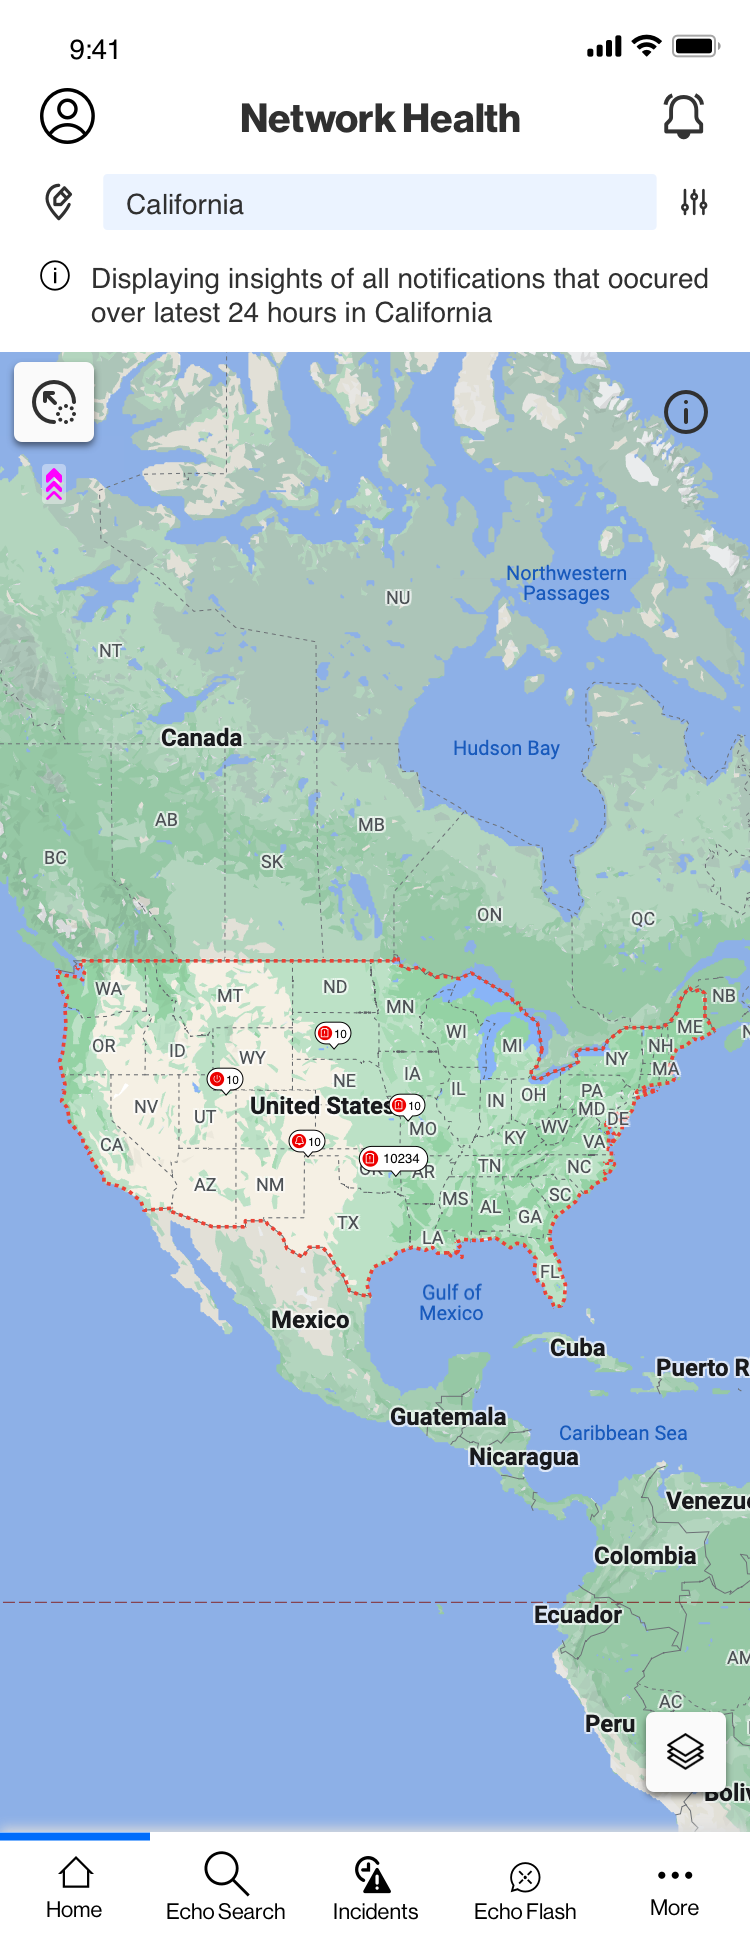 9:41
Network Health
California
Displaying insights of all notifications that oocured
over latest 24 hours in California
Northwestern
Passages
NU
NT
Canada
Hudson Bay
AB
MB
BC
SK
ON
QC
WA
MT
ND
MN
NB
ME
OR
ID
WY
10
WI
MI
NY
NH
MA
10
NE
IA
IL
IN
OH
PA
MD
DE
NV
UT
United States
10
MO
KY
WV
VA
CA
10
10234
AR
TN
NC
AZ
NM
MS
AL
SC
GA
TX
LA
FL
Gulf of
Mexico
Mexico
Cuba
Puerto R
Guatemala
Caribbean Sea
Nicaragua
Venezue
Colombia
Ecuador
AM
AC
Peru
Boliv
Home
Echo Search
Incidents
Echo Flash
More